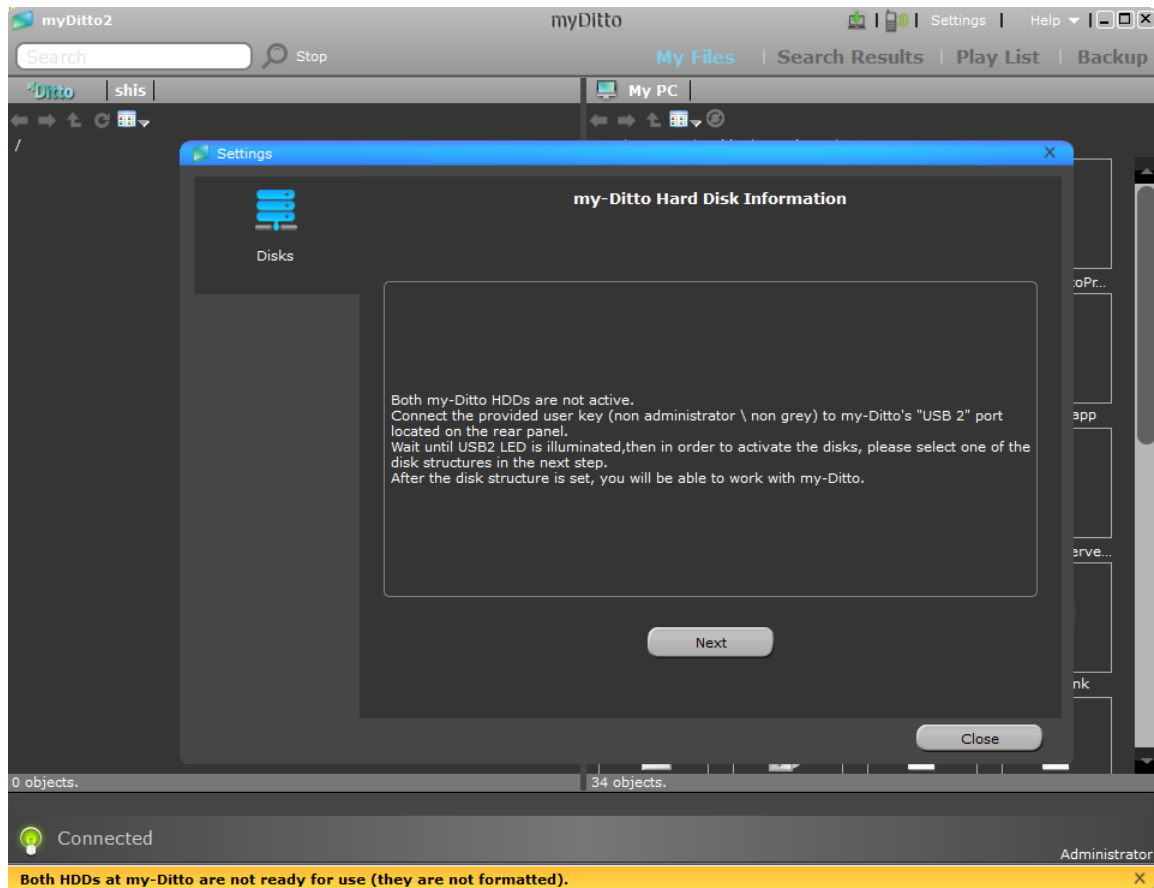 myDitto2
myDitto
Settings
Help
Search
Stop
My Files
Search Results
Play List
Backup
Ditto
shis
My PC
/
Settings
my-Ditto Hard Disk Information
Disks
Both my-Ditto HDDs are not active.
Connect the provided user key (non administrator \ non grey) to my-Ditto's "USB 2" port
located on the rear panel.
Wait until USB2 LED is illuminated,then in order to activate the disks, please select one of the
disk structures in the next step.
After the disk structure is set, you will be able to work with my-Ditto.
Next
Close
toPr...
app
erve...
nk
0 objects.
34 objects.
Connected
Administrator
Both HDDs at my-Ditto are not ready for use (they are not formatted).